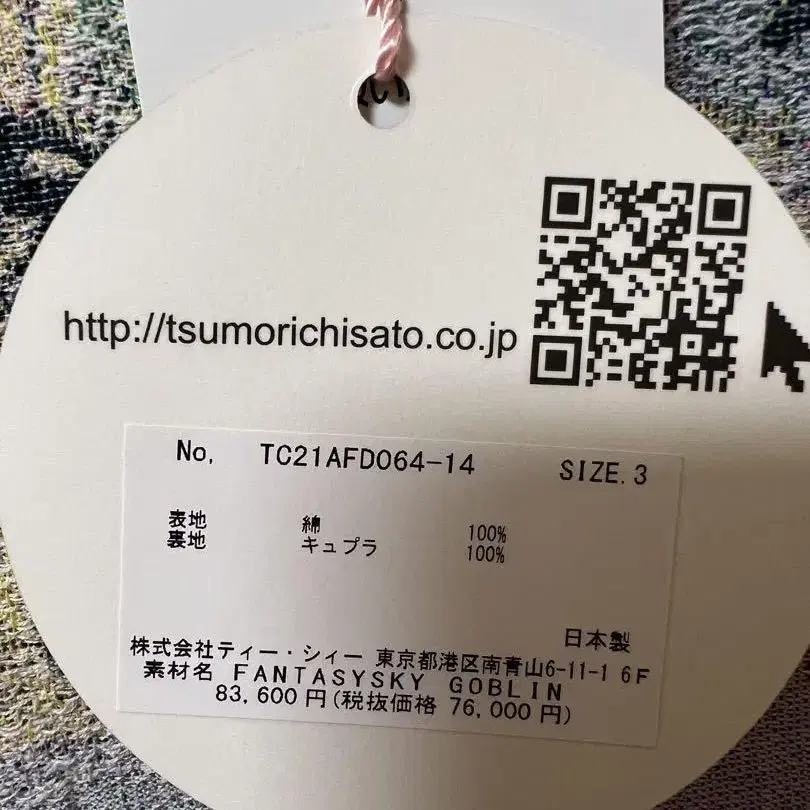 http://tsumorichisato.co.jp
No, TC21AFD064-14 SIZE.3
表地 綿 100%
裏地 キュプラ 100%
日本製
株式会社ティー・シィー 東京都港区南青山6-11-1 6F
素材名 FANTASYSKY GOBLIN
83,600円(税抜価格 76,000円)